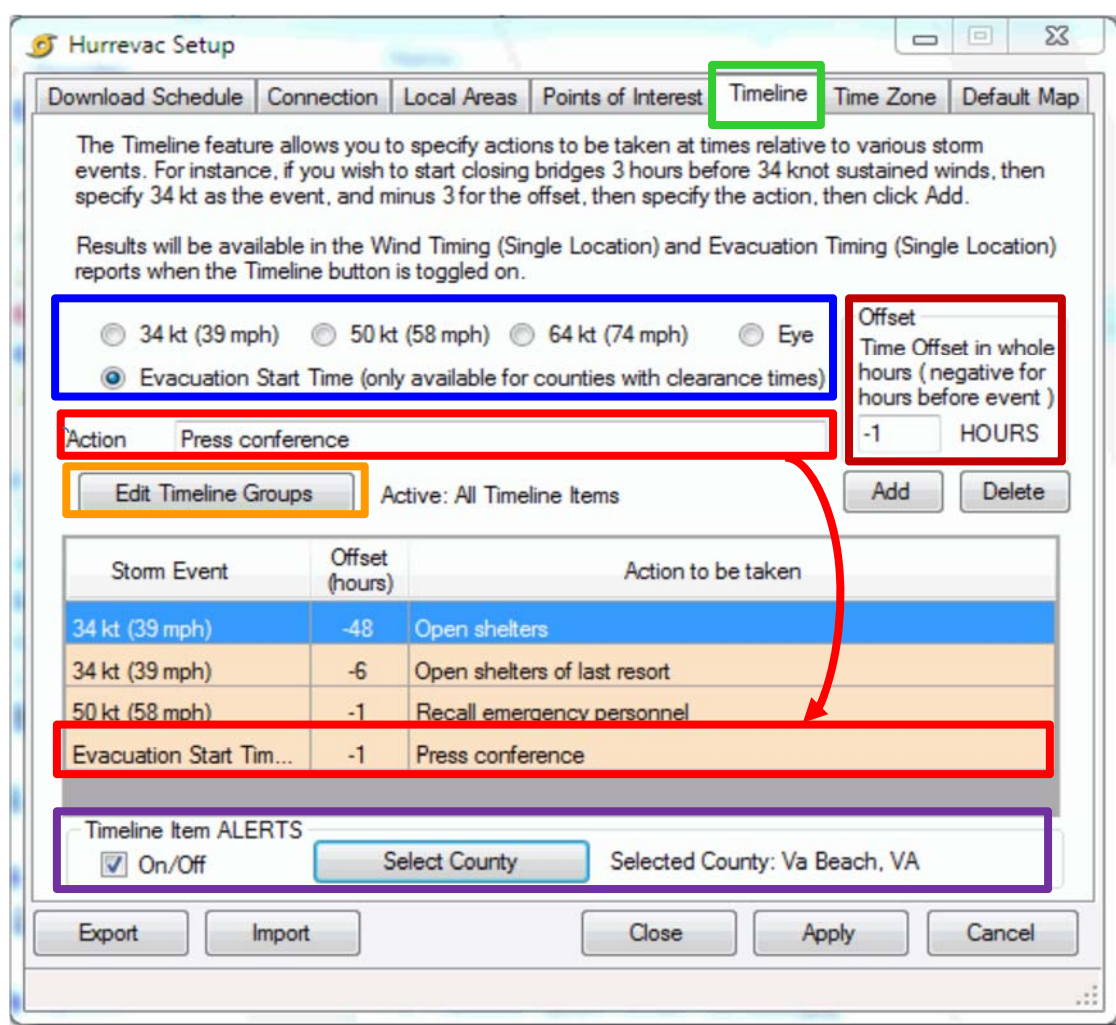 Hurrevac Setup
Download Schedule Connection Local Areas Points of Interest Timeline Time Zone Default Map
The Timeline feature allows you to specify actions to be taken at times relative to various storm
events. For instance, if you wish to start closing bridges 3 hours before 34 knot sustained winds, then
specify 34 kt as the event, and minus 3 for the offset, then specify the action, then click Add.
Results will be available in the Wind Timing (Single Location) and Evacuation Timing (Single Location)
reports when the Timeline button is toggled on.
34 kt (39 mph) 50 kt (58 mph) 64 kt (74 mph) Eye
Evacuation Start Time (only available for counties with clearance times)
Offset
Time Offset in whole
hours ( negative for
hours before event )
-1 HOURS
Action Press conference
Edit Timeline Groups Active: All Timeline Items Add Delete
Storm Event Offset (hours) Action to be taken
34 kt (39 mph) -48 Open shelters
34 kt (39 mph) -6 Open shelters of last resort
50 kt (58 mph) -1 Recall emergency personnel
Evacuation Start Tim... -1 Press conference
Timeline Item ALERTS
On/Off Select County Selected County: Va Beach, VA
Export Import Close Apply Cancel